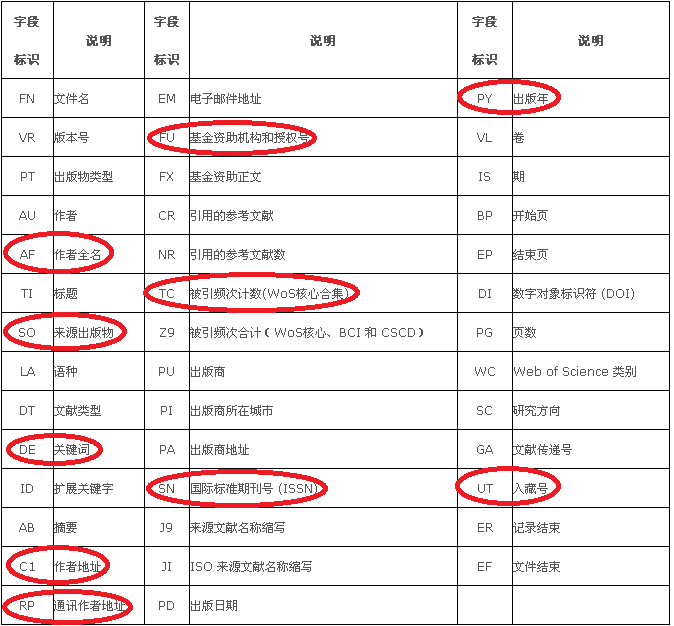 字段 字段 字段
说明 说明 说明
标识 标识 标识
FN 文件名 EM 电子邮件地址 PY 出版年
VR 版本号 FU 基金资助机构和授权号 VL 卷
PT 出版物类型 FX 基金资助正文 IS 期
AU 作者 CR 引用的参考文献 BP 开始页
AF 作者全名 NR 引用的参考文献数 EP 结束页
TI 标题 TC 被引频次计数(WoS核心合集) DI 数字对象标识符 (DOI)
SO 来源出版物 Z9 被引频次合计 ( WoS核心、BCI 和 CSCD) PG 页数
LA 语种 PU 出版商 WC Web of Science 类别
DT 文献类型 PI 出版商所在城市 SC 研究方向
DE 关键词 PA 出版商地址 GA 文献传递号
ID 扩展关键字 SN 国际标准期刊号 (ISSN) UT 入藏号
AB 摘要 J9 来源文献名称缩写 ER 记录结束
C1 作者地址 JI ISO 来源文献名称缩写 EF 文件结束
RP 通讯作者地址 PD 出版日期